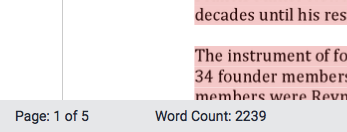 decades until his res
The instrument of fo
34 founder members
members were Reyn
Page: 1 of 5 Word Count: 2239